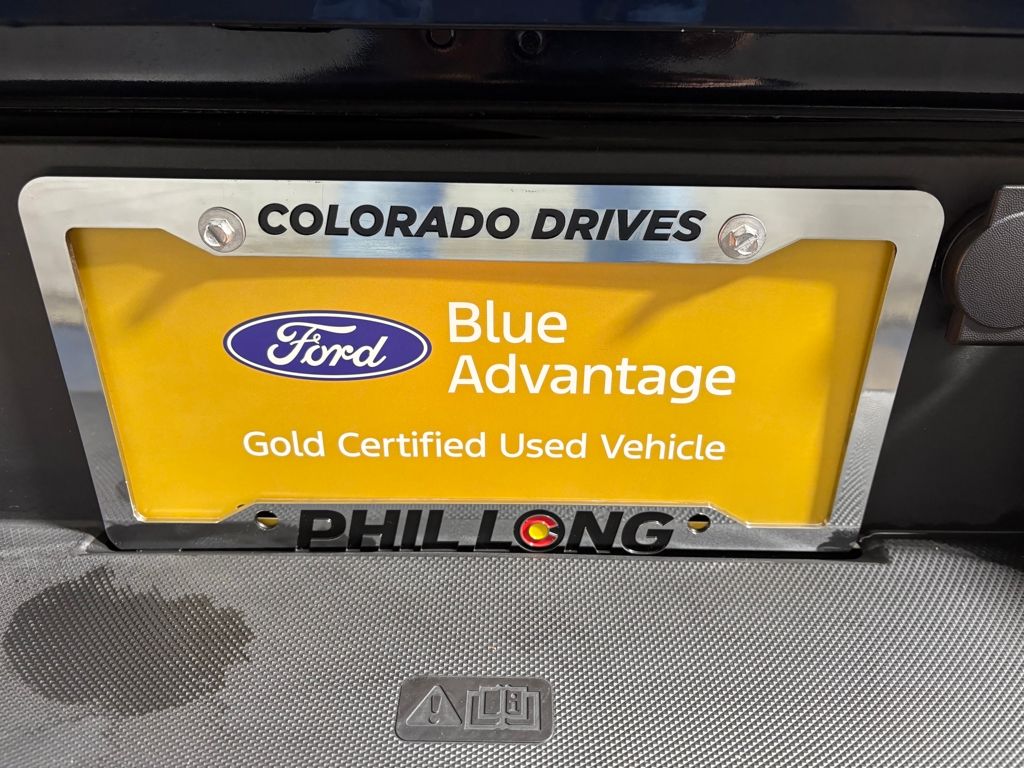 COLORADO DRIVES
Ford
Blue
Advantage
Gold Certified Used Vehicle
PHIL LONG